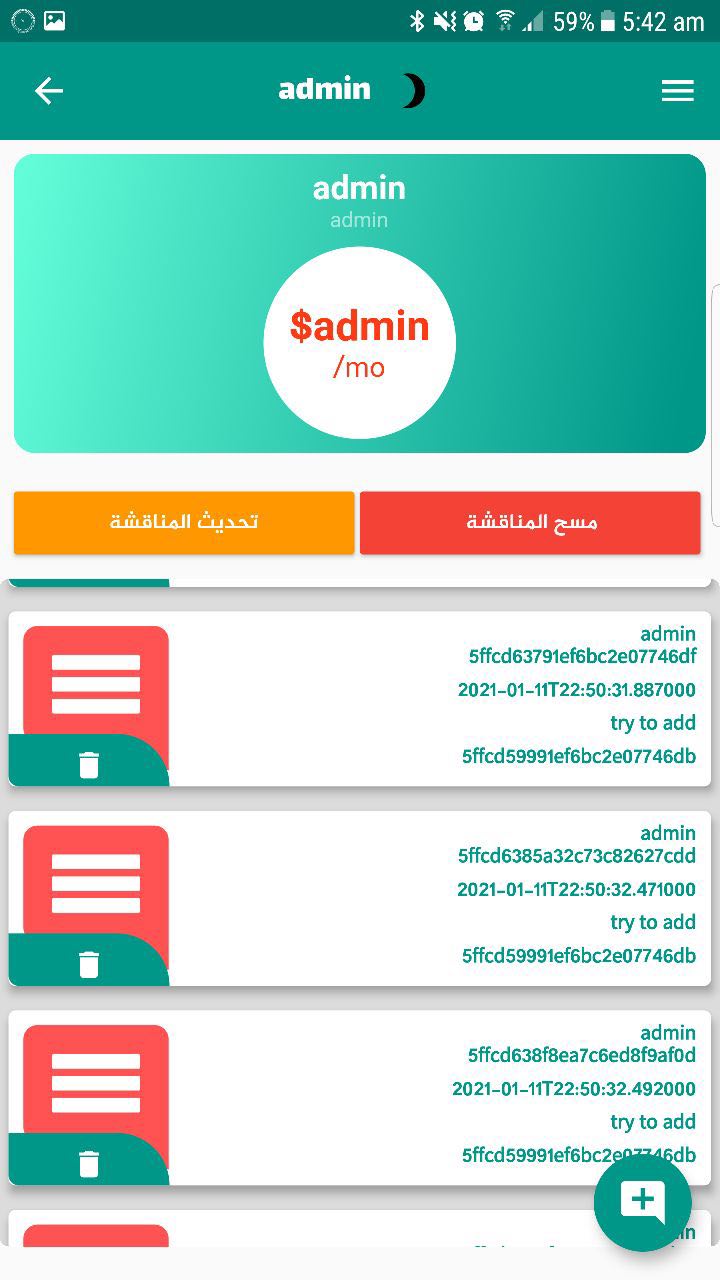 59% 5:42 am
admin
admin
admin
$admin
/mo
تحديث المناقشة
مسح المناقشة
admin
5ffcd63791ef6bc2e07746df
2021-01-11T22:50:31.887000
try to add
5ffcd59991ef6bc2e07746db
admin
5ffcd6385a32c73c82627cdd
2021-01-11T22:50:32.471000
try to add
5ffcd59991ef6bc2e07746db
admin
5ffcd638f8ea7c6ed8f9af0d
2021-01-11T22:50:32.492000
try to add
5ffcd59991ef6bc2e07746db